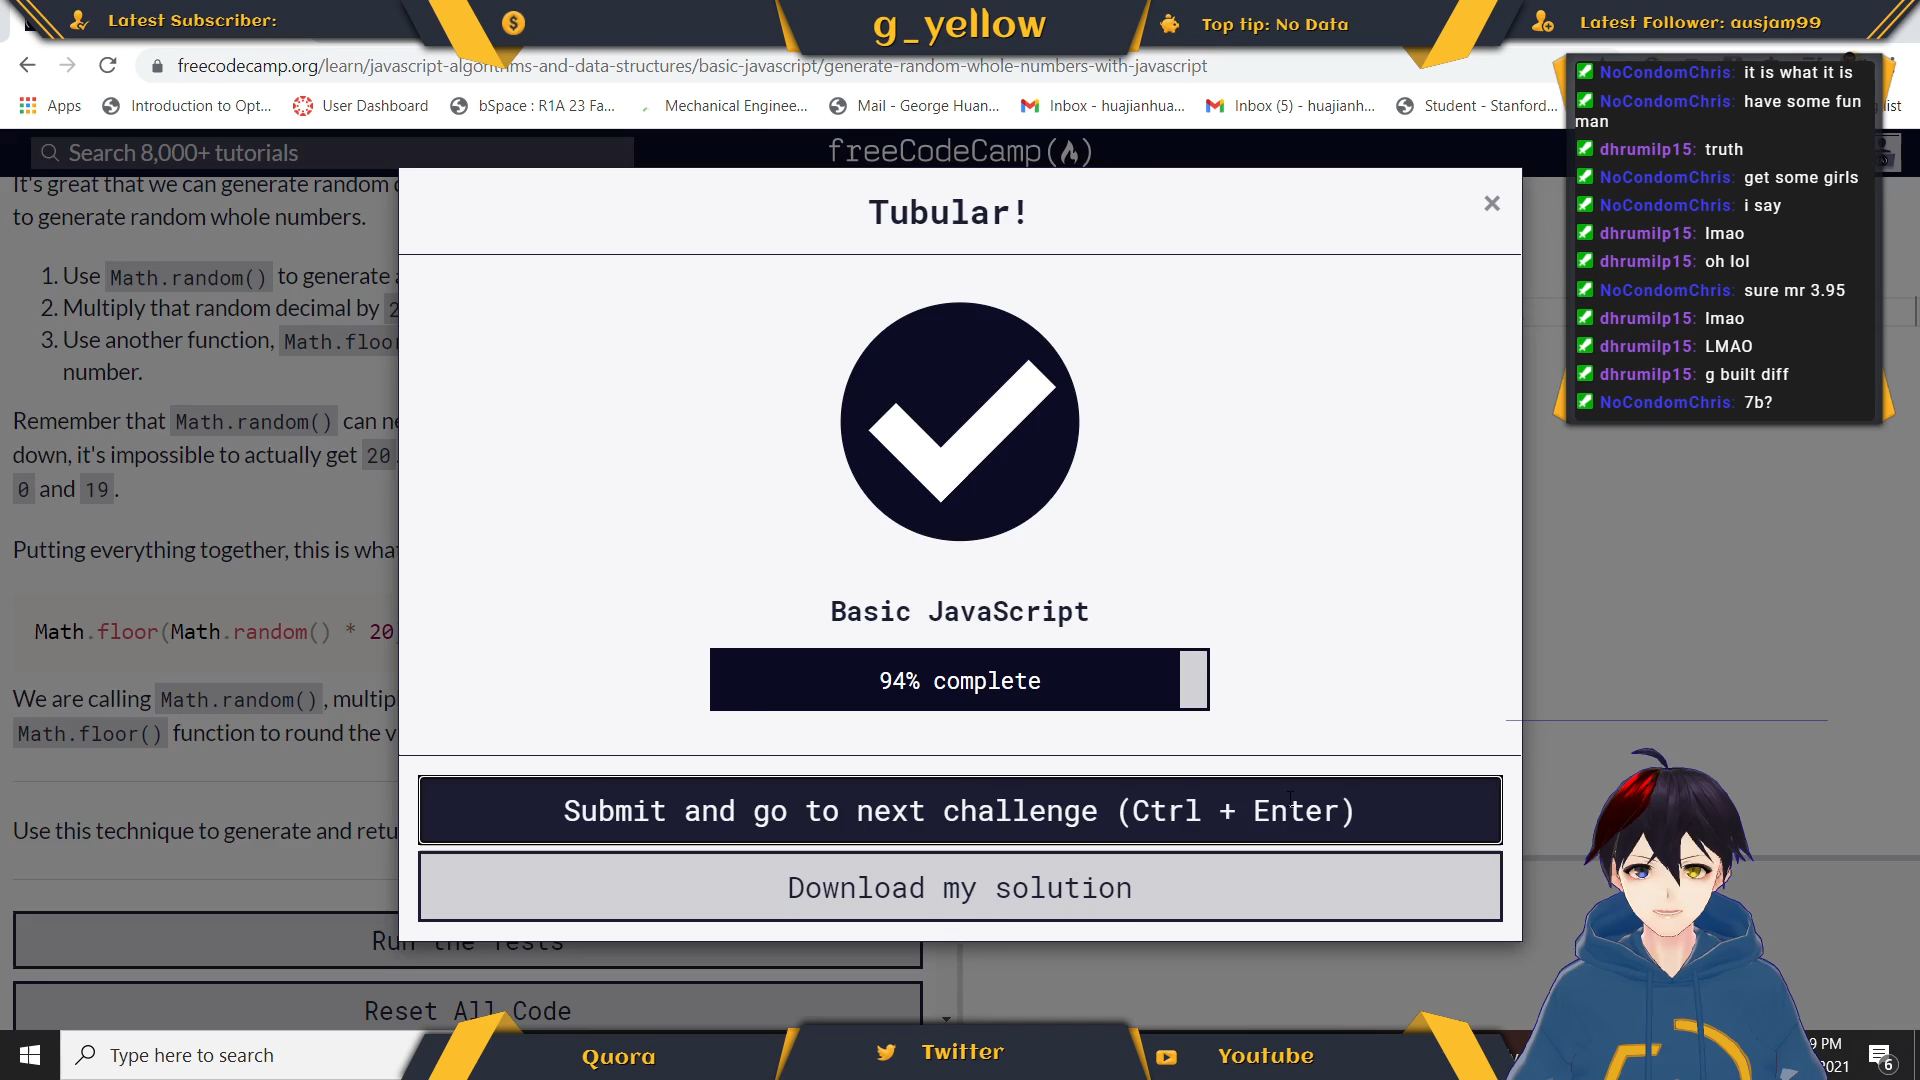 Latest Subscriber:
g_yellow
Top tip: No Data
Latest Follower: ausjam99
freecodecamp.org/learn/javascript-algorithms-and-data-structures/basic-javascript/generate-random-whole-numbers-with-javascript
Apps
Introduction to Opt...
User Dashboard
bSpace : R1A 23 Fa...
Mechanical Enginee...
Mail - George Huan...
Inbox - huajianhua...
Inbox (5) - huajianh...
Student - Stanford...
ist
Search 8,000+ tutorials
freeCodeCamp
It's great that we can generate random
to generate random whole numbers.
1. Use Math.random() to generate
2. Multiply that random decimal by
3. Use another function, Math.floor
number.
Remember that Math.random() can
down, it's impossible to actually get 20
0 and 19.
Putting everything together, this is
Math.floor(Math.random() * 20
We are calling Math.random(),
Math.floor() function to round the
Use this technique to generate and
Run the Tests
Reset All Code
Tubular!
×
Basic JavaScript
94% complete
Submit and go to next challenge (Ctrl + Enter)
Download my solution
NoCondomChris: it is what it is
NoCondomChris: have some fun
man
dhrumilp15: truth
NoCondomChris: get some girls
NoCondomChris: i say
dhrumilp15: lmao
dhrumilp15: oh lol
NoCondomChris: sure mr 3.95
dhrumilp15: lmao
dhrumilp15: LMAO
dhrumilp15: g built diff
NoCondomChris: 7b?
Type here to search
Quora
Twitter
Youtube
9 PM
2021
6